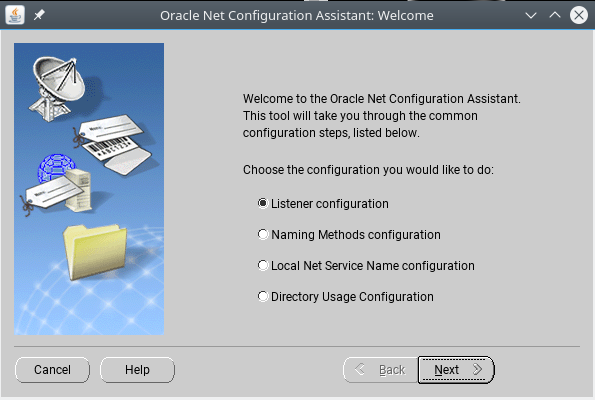 Oracle Net Configuration Assistant: Welcome
Welcome to the Oracle Net Configuration Assistant.
This tool will take you through the common
configuration steps, listed below.
Choose the configuration you would like to do:
Listener configuration
Naming Methods configuration
Local Net Service Name configuration
Directory Usage Configuration
Cancel
Help
Back
Next